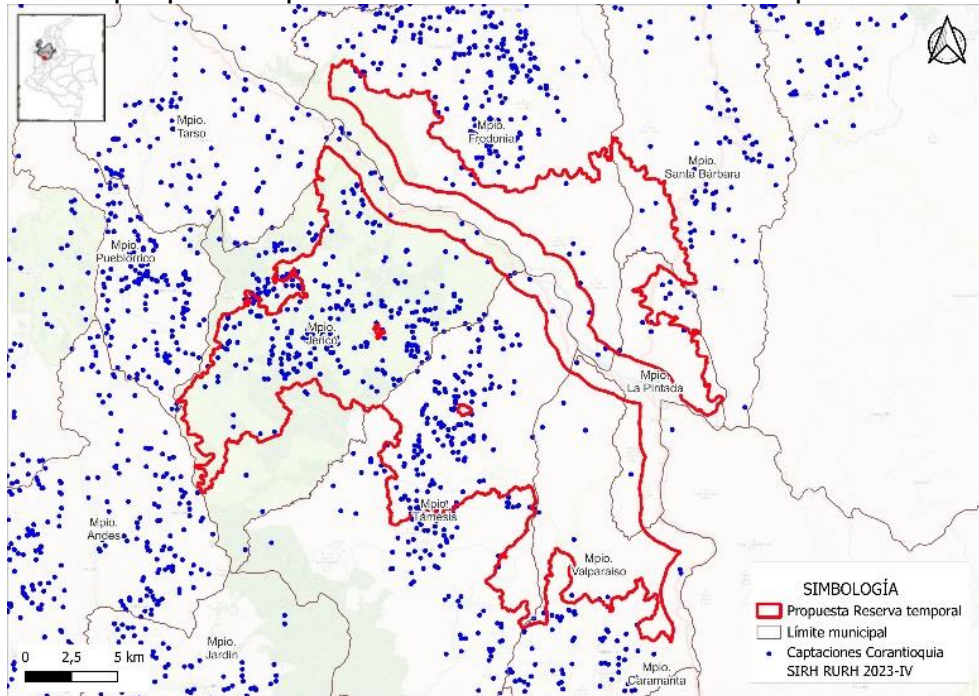 Mpio.
Tarso
Mpio.
Fredonia
Mpio.
Santa Bárbara
Mpio.
Pueblorrico
Mpio.
Jericó
Mpio.
La Pintada
Mpio.
Andes
Mpio.
Támesis
Mpio.
Valparaiso
Mpio.
Jardín
Mpio.
Caramanta
0 2,5 5 km
SIMBOLOGÍA
Propuesta Reserva temporal
Límite municipal
Captaciones Corantioquia
SIRH RURH 2023-IV